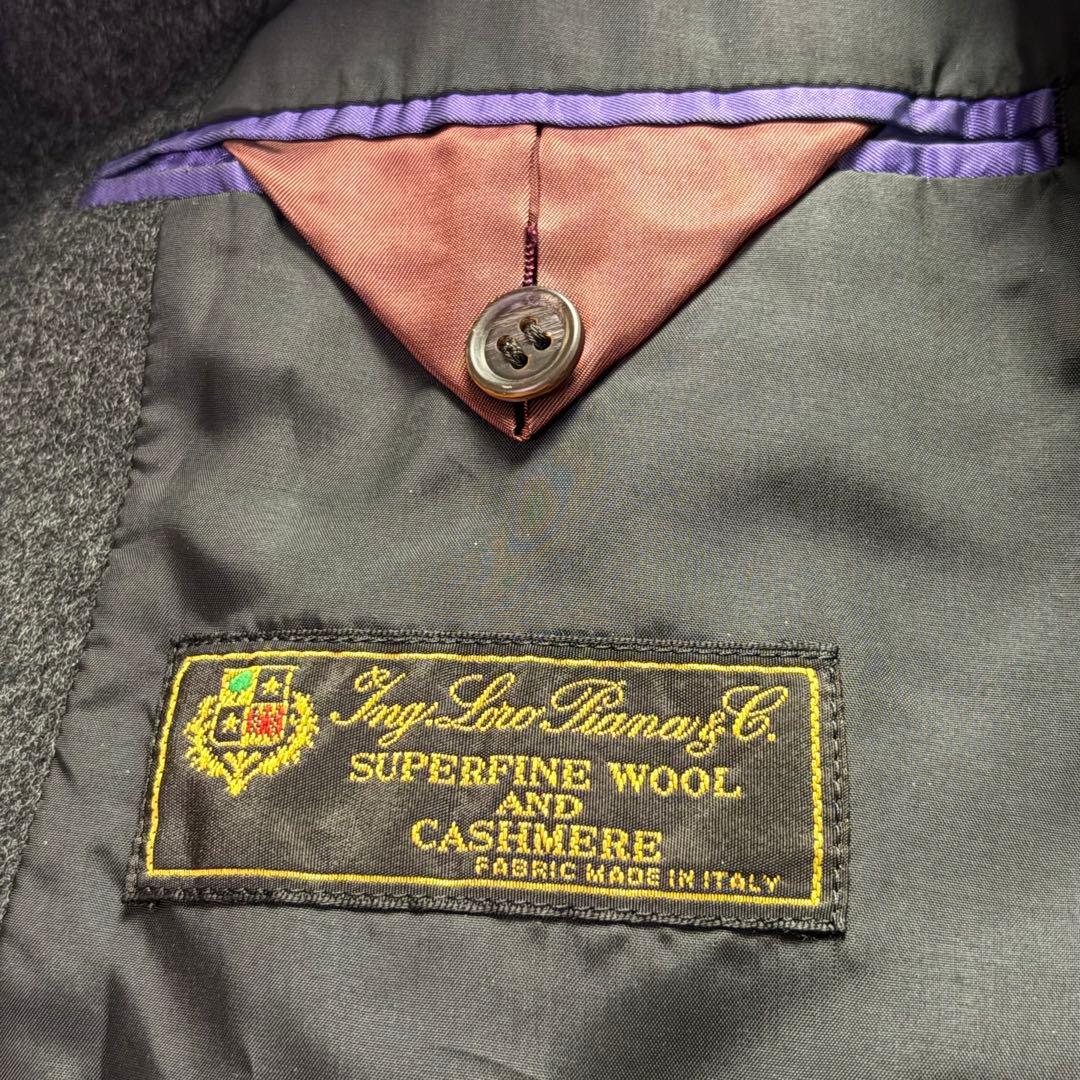 Ing. Loro Piana & C.
SUPERFINE WOOL
AND
CASHMERE
FABRIC MADE IN ITALY